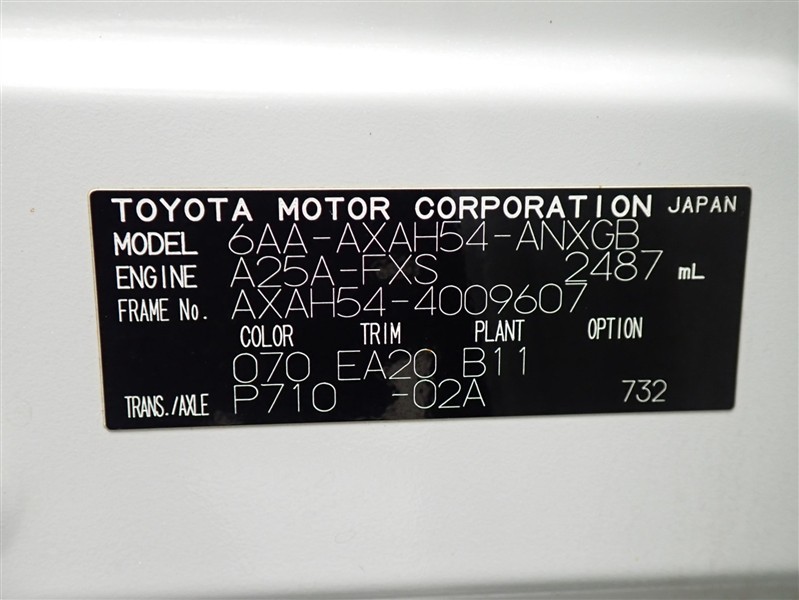 TOYOTA MOTOR CORPORATION JAPAN
MODEL 6AA-AXAH54-ANXGB
ENGINE A25A-FXS 2487 mL
FRAME No. AXAH54-4009607
COLOR TRIM PLANT OPTION
070 EA20 B11
TRANS./AXLE P710 -02A 732